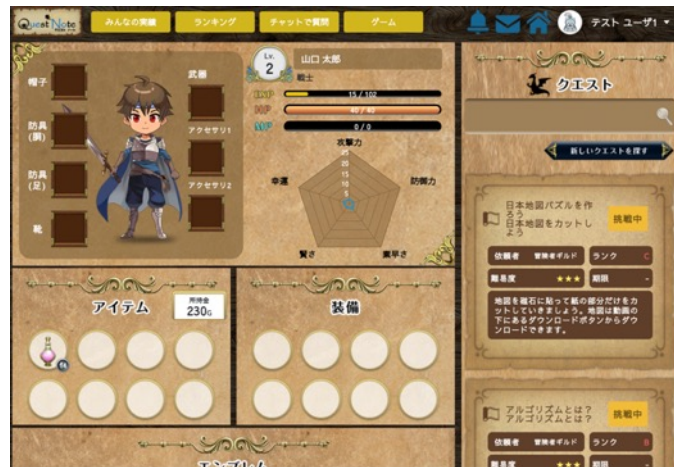 Quest Note
みんなの実績
ランキング
チャットで質問
ゲーム
テスト ユーザ1
帽子
防具
(胴)
防具
(足)
靴
武器
アクセサリ1
アクセサリ2
Lv.
2
山口 太郎
戦士
EXP
15 / 102
HP
40 / 40
MP
0 / 0
攻撃力
25
20
15
10
5
防御力
素早さ
賢さ
幸運
アイテム
所持金
230G
装備
エンブレム
クエスト
新しいクエストを探す
日本地図パズルを作
ろう
日本地図をカットし
よう
挑戦中
依頼者 冒険者ギルド
ランク C
難易度 ★★★
期限 -
地図を磁石に貼って紙の部分だけをカ
ットしていきましょう。地図は動画の
下にあるダウンロードボタンからダウ
ンロードできます。
アルゴリズムとは?
アルゴリズムとは?
挑戦中
依頼者 冒険者ギルド
ランク B
難易度 ★★★
期限 -